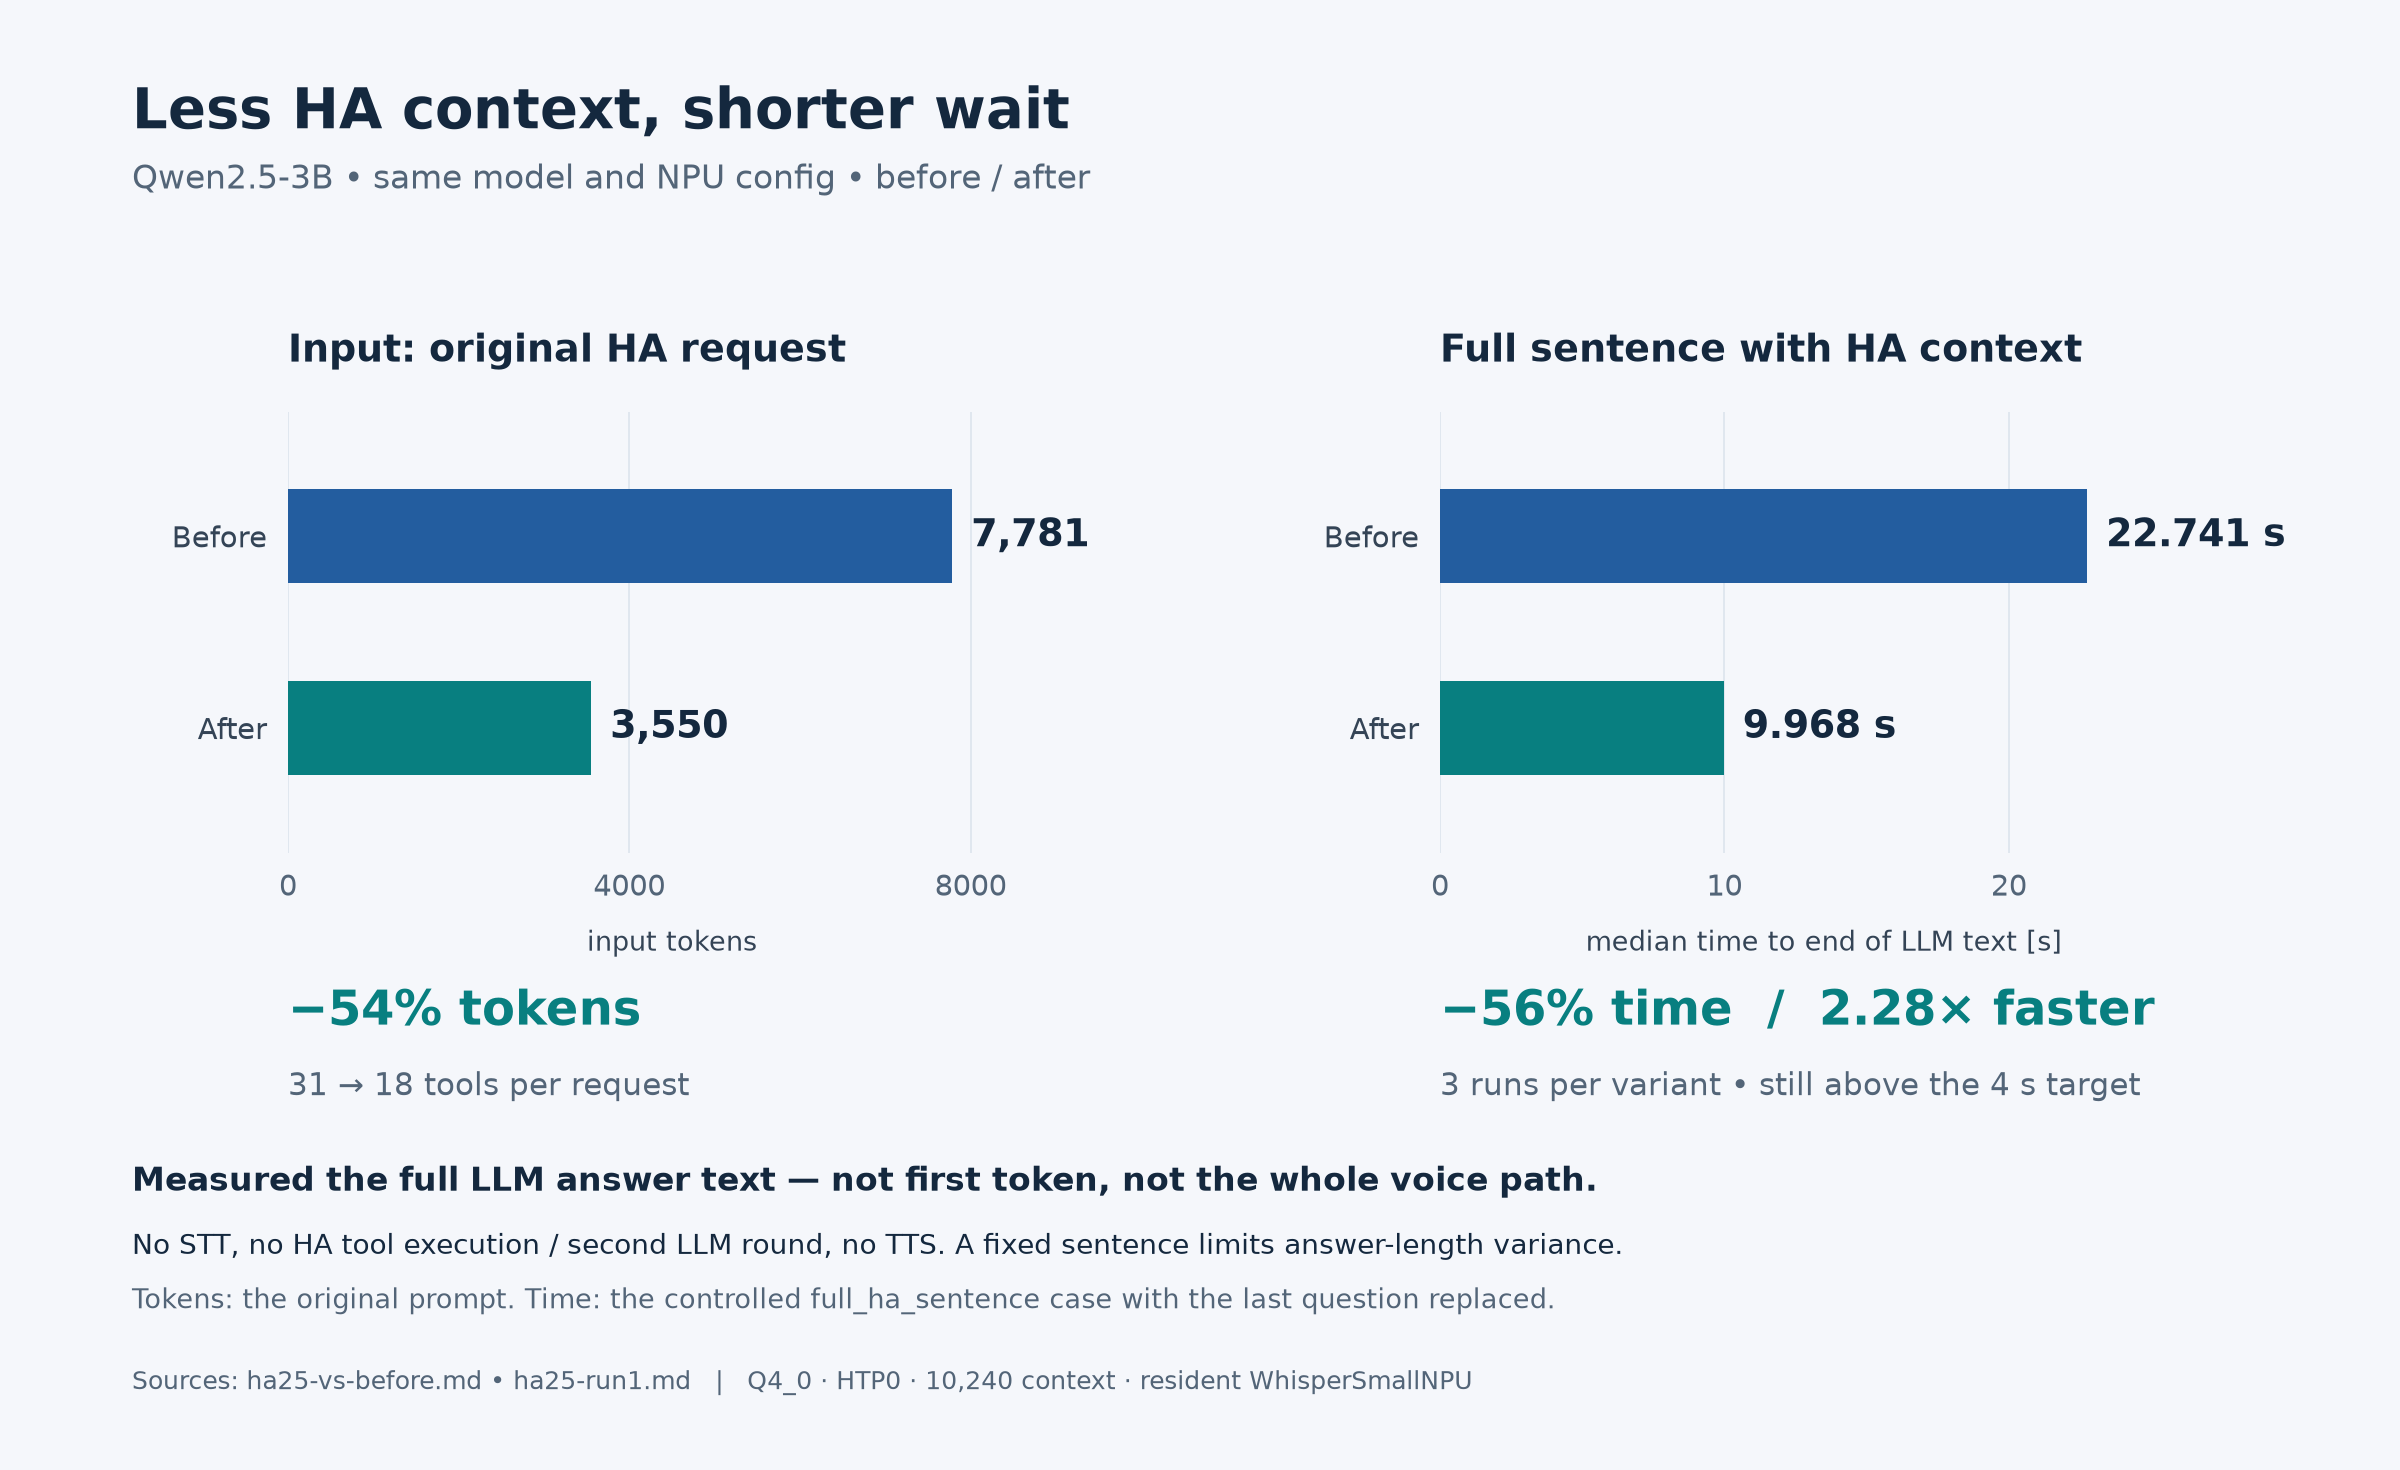 Less HA context, shorter wait
Qwen2.5-3B • same model and NPU config • before / after
Input: original HA request
Before
7,781
After
3,550
0
4000
8000
input tokens
−54% tokens
31 → 18 tools per request
Full sentence with HA context
Before
22.741 s
After
9.968 s
0
10
20
median time to end of LLM text [s]
−56% time / 2.28× faster
3 runs per variant • still above the 4 s target
Measured the full LLM answer text — not first token, not the whole voice path.
No STT, no HA tool execution / second LLM round, no TTS. A fixed sentence limits answer-length variance.
Tokens: the original prompt. Time: the controlled full_ha_sentence case with the last question replaced.
Sources: ha25-vs-before.md • ha25-run1.md | Q4_0 · HTP0 · 10,240 context · resident WhisperSmallNPU